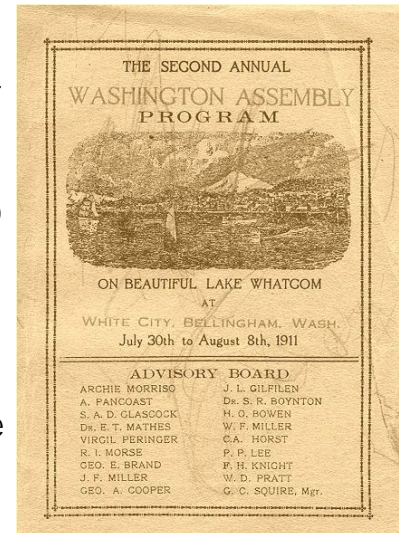 THE SECOND ANNUAL
WASHINGTON ASSEMBLY
PROGRAM
ON BEAUTIFUL LAKE WHATCOM
AT
WHITE CITY, BELLINGHAM, WASH.
July 30th to August 8th, 1911
ADVISORY BOARD
ARCHIE MORRISO
A. PANCOAST
S. A. D. GLASCOCK
DR. E. T. MATHES
VIRGIL PERINGER
R. I. MORSE
GEO. E. BRAND
J. F. MILLER
GEO. A. COOPER
J. L. GILFILEN
DR. S. R. BOYNTON
H. O. BOWEN
W. F. MILLER
C.A. HORST
P. P. LEE
F. H. KNIGHT
W. D. PRATT
G. C. SQUIRE, Mgr.